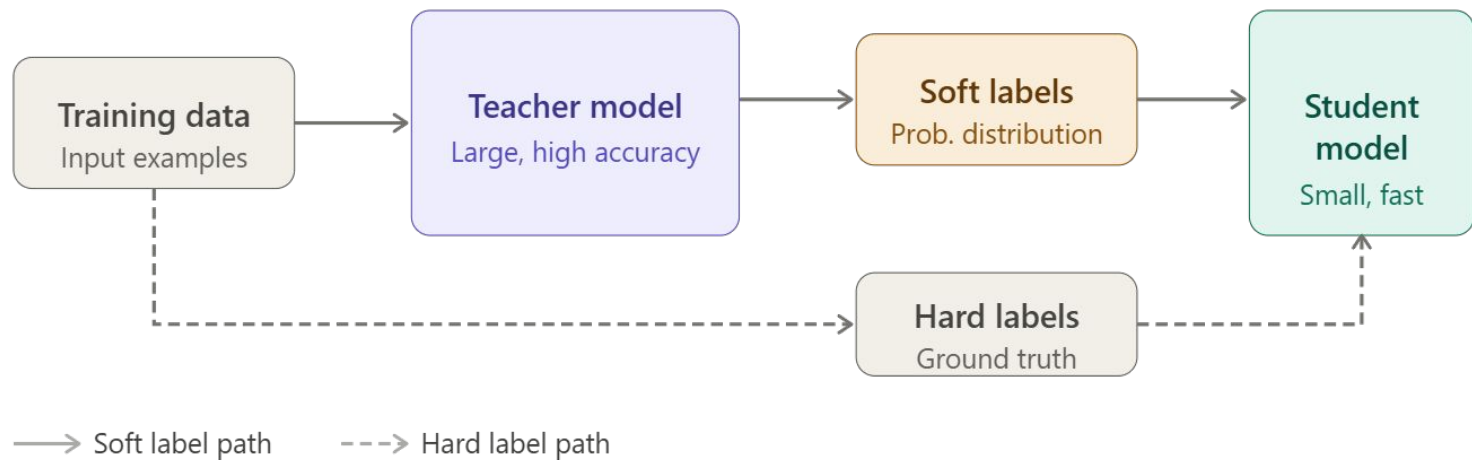 Training data
Input examples
Teacher model
Large, high accuracy
Soft labels
Prob. distribution
Student
model
Small, fast
Hard labels
Ground truth
Soft label path
Hard label path